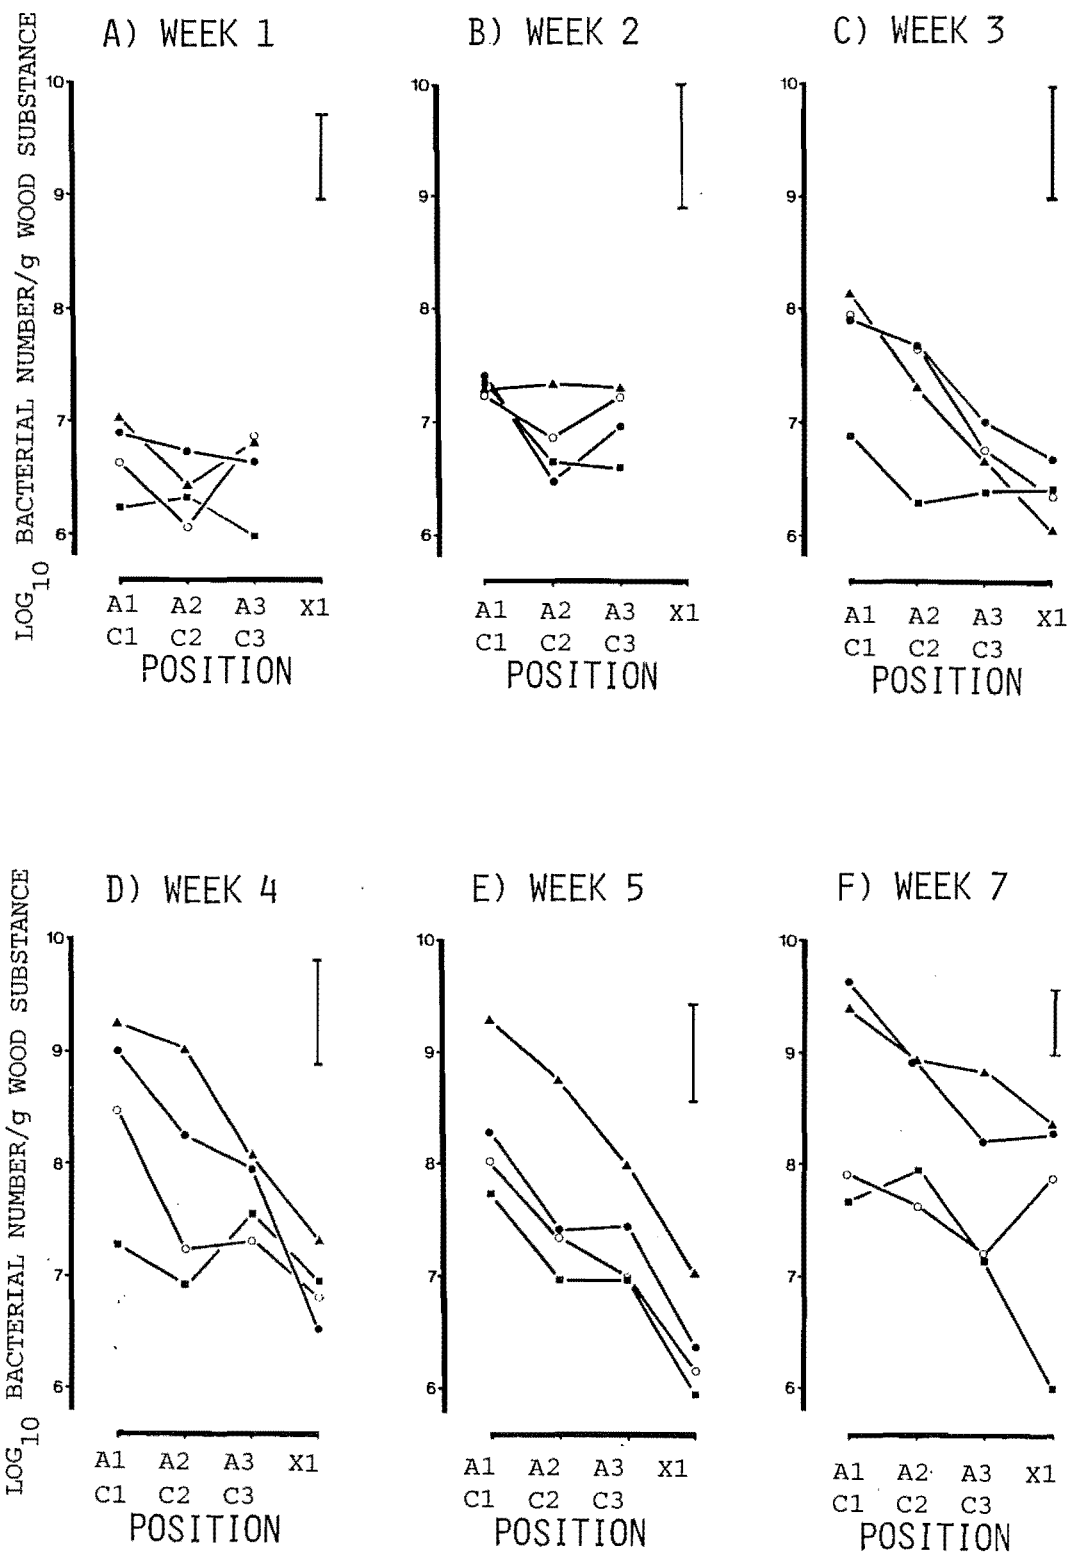 A) WEEK 1
B) WEEK 2
C) WEEK 3
LOG10 BACTERIAL NUMBER/g WOOD SUBSTANCE
10
9
8
7
6
10
9
8
7
6
10
9
8
7
6
A1 A2 A3 X1
C1 C2 C3
POSITION
A1 A2 A3 X1
C1 C2 C3
POSITION
A1 A2 A3 X1
C1 C2 C3
POSITION
D) WEEK 4
E) WEEK 5
F) WEEK 7
LOG10 BACTERIAL NUMBER/g WOOD SUBSTANCE
10
9
8
7
6
10
9
8
7
6
10
9
8
7
6
A1 A2 A3 X1
C1 C2 C3
POSITION
A1 A2 A3 X1
C1 C2 C3
POSITION
A1 A2 A3 X1
C1 C2 C3
POSITION